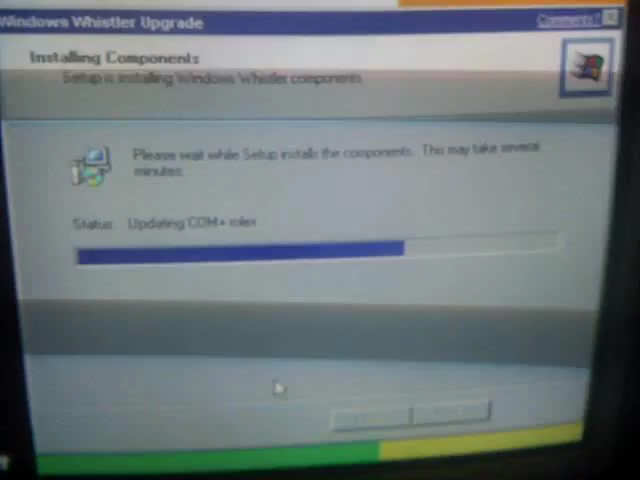 Windows Whistler Upgrade
Comments?
Installing Components
Setup is installing Windows Whistler components
Please wait while Setup installs the components. This may take several
minutes.
Status: Updating COM+ roles